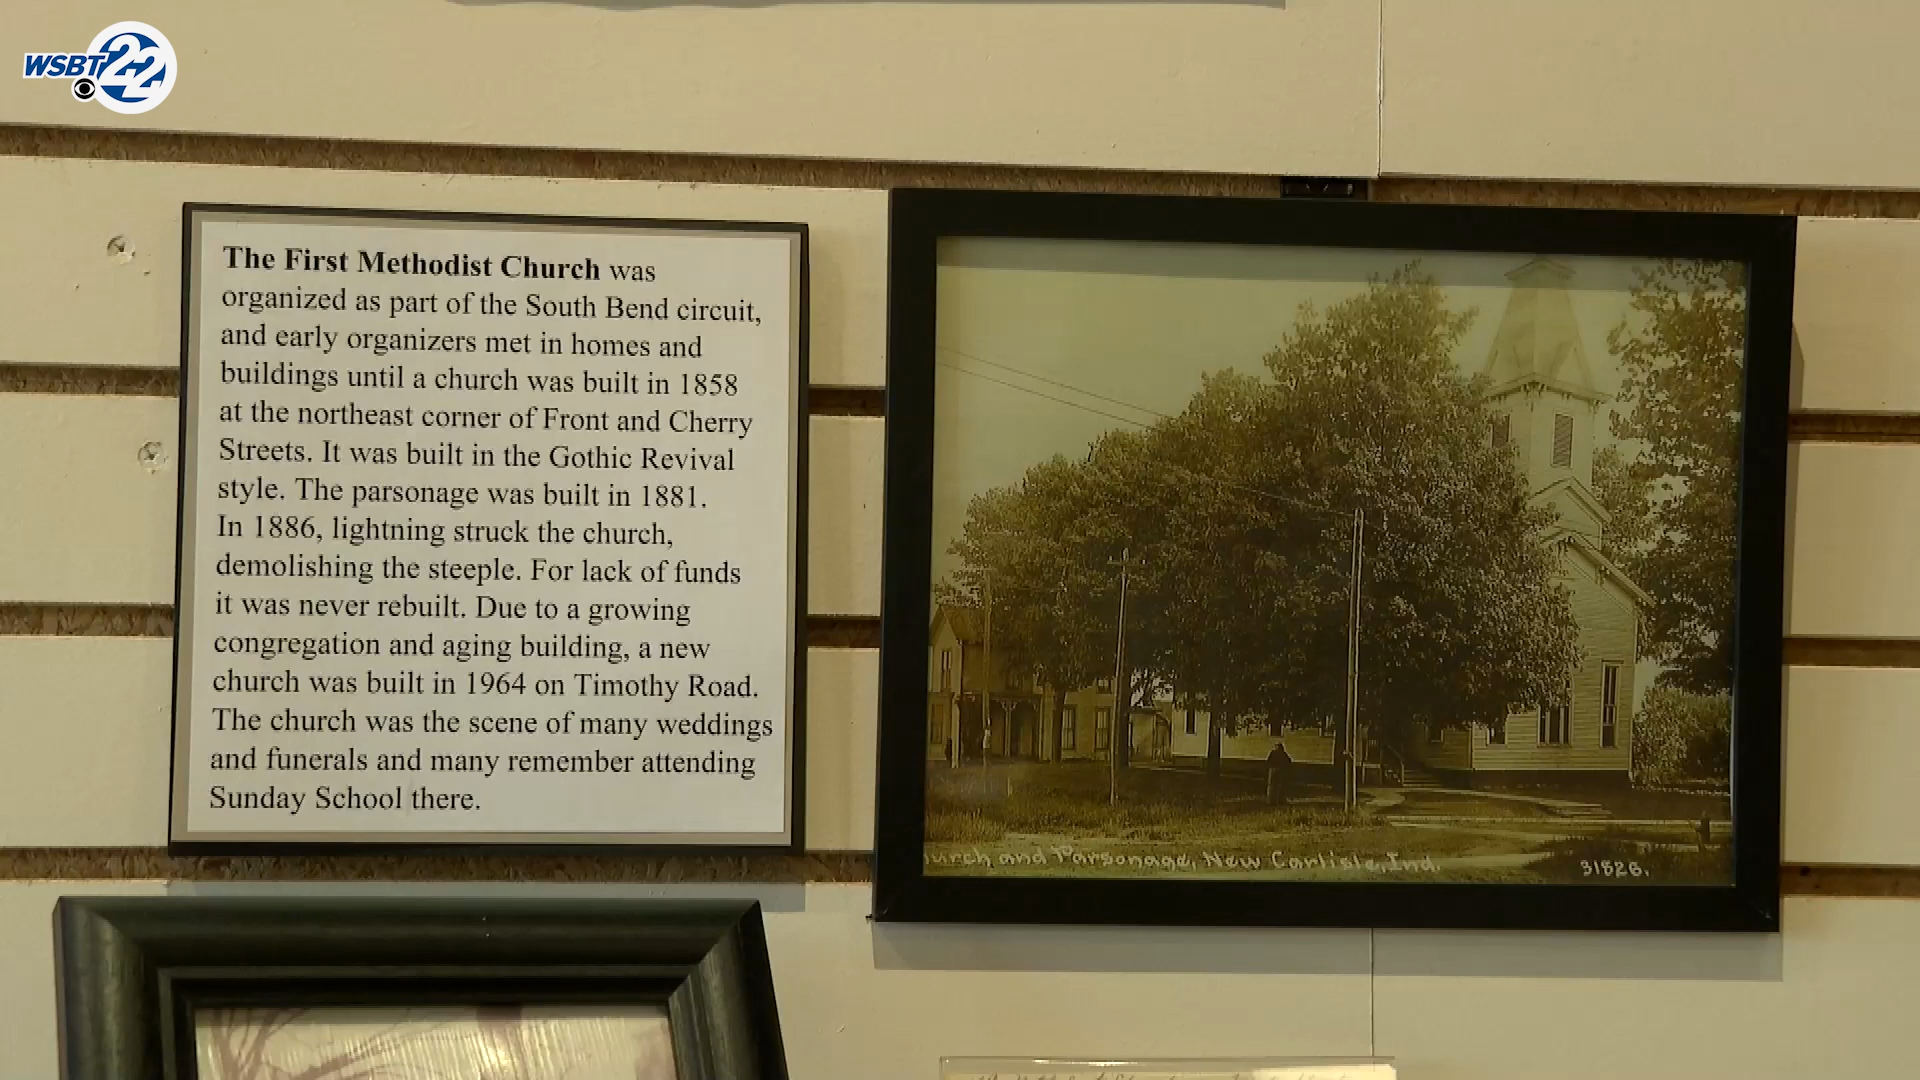 WSBT 22
The First Methodist Church was
organized as part of the South Bend circuit,
and early organizers met in homes and
buildings until a church was built in 1858
at the northeast corner of Front and Cherry
Streets. It was built in the Gothic Revival
style. The parsonage was built in 1881.
In 1886, lightning struck the church,
demolishing the steeple. For lack of funds
it was never rebuilt. Due to a growing
congregation and aging building, a new
church was built in 1964 on Timothy Road.
The church was the scene of many weddings
and funerals and many remember attending
Sunday School there.
urch and Parsonage, New Carlisle, Ind.
31826.